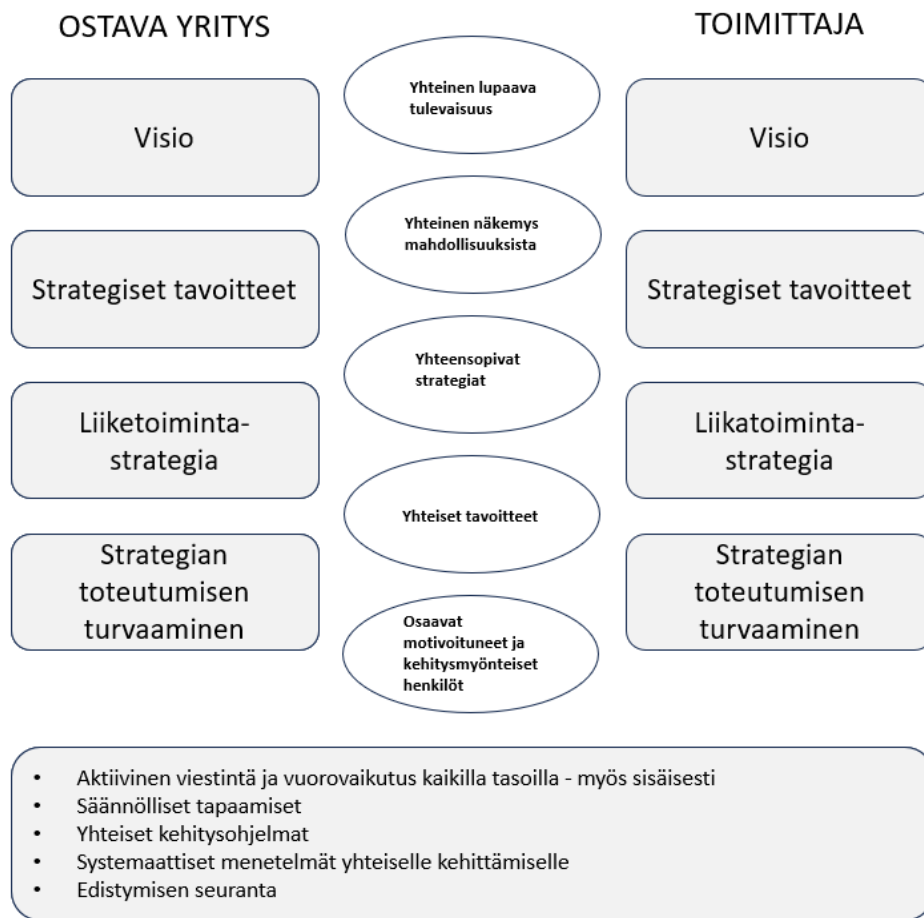 OSTAVA YRITYS
TOIMITTAJA
Visio
Yhteinen lupaava
tulevaisuus
Visio
Strategiset tavoitteet
Yhteinen näkemys
mahdollisuuksista
Strategiset tavoitteet
Liiketoiminta-
strategia
Yhteensopivat
strategiat
Liikatoiminta-
strategia
Strategian
toteutumisen
turvaaminen
Yhteiset tavoitteet
Strategian
toteutumisen
turvaaminen
Osaavat
motivoituneet ja
kehitysmyönteiset
henkilöt
• Aktiivinen viestintä ja vuorovaikutus kaikilla tasoilla - myös sisäisesti
• Säännölliset tapaamiset
• Yhteiset kehitysohjelmat
• Systemaattiset menetelmät yhteiselle kehittämiselle
• Edistymisen seuranta